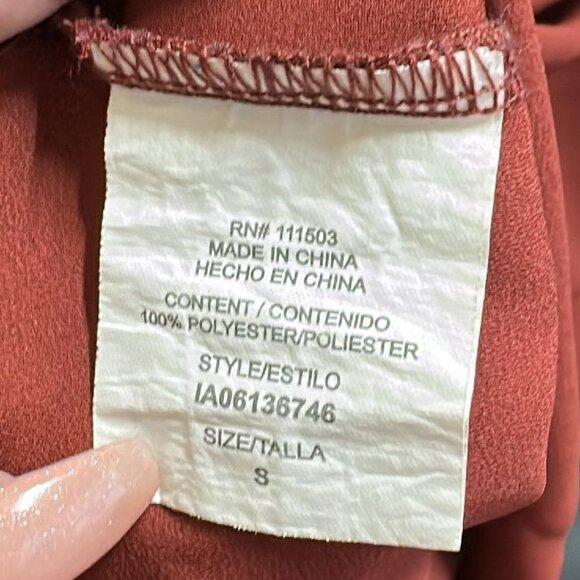 RN# 111503
MADE IN CHINA
HECHO EN CHINA
CONTENT / CONTENIDO
100% POLYESTER/POLIESTER
STYLE/ESTILO
IA06136746
SIZE/TALLA
S